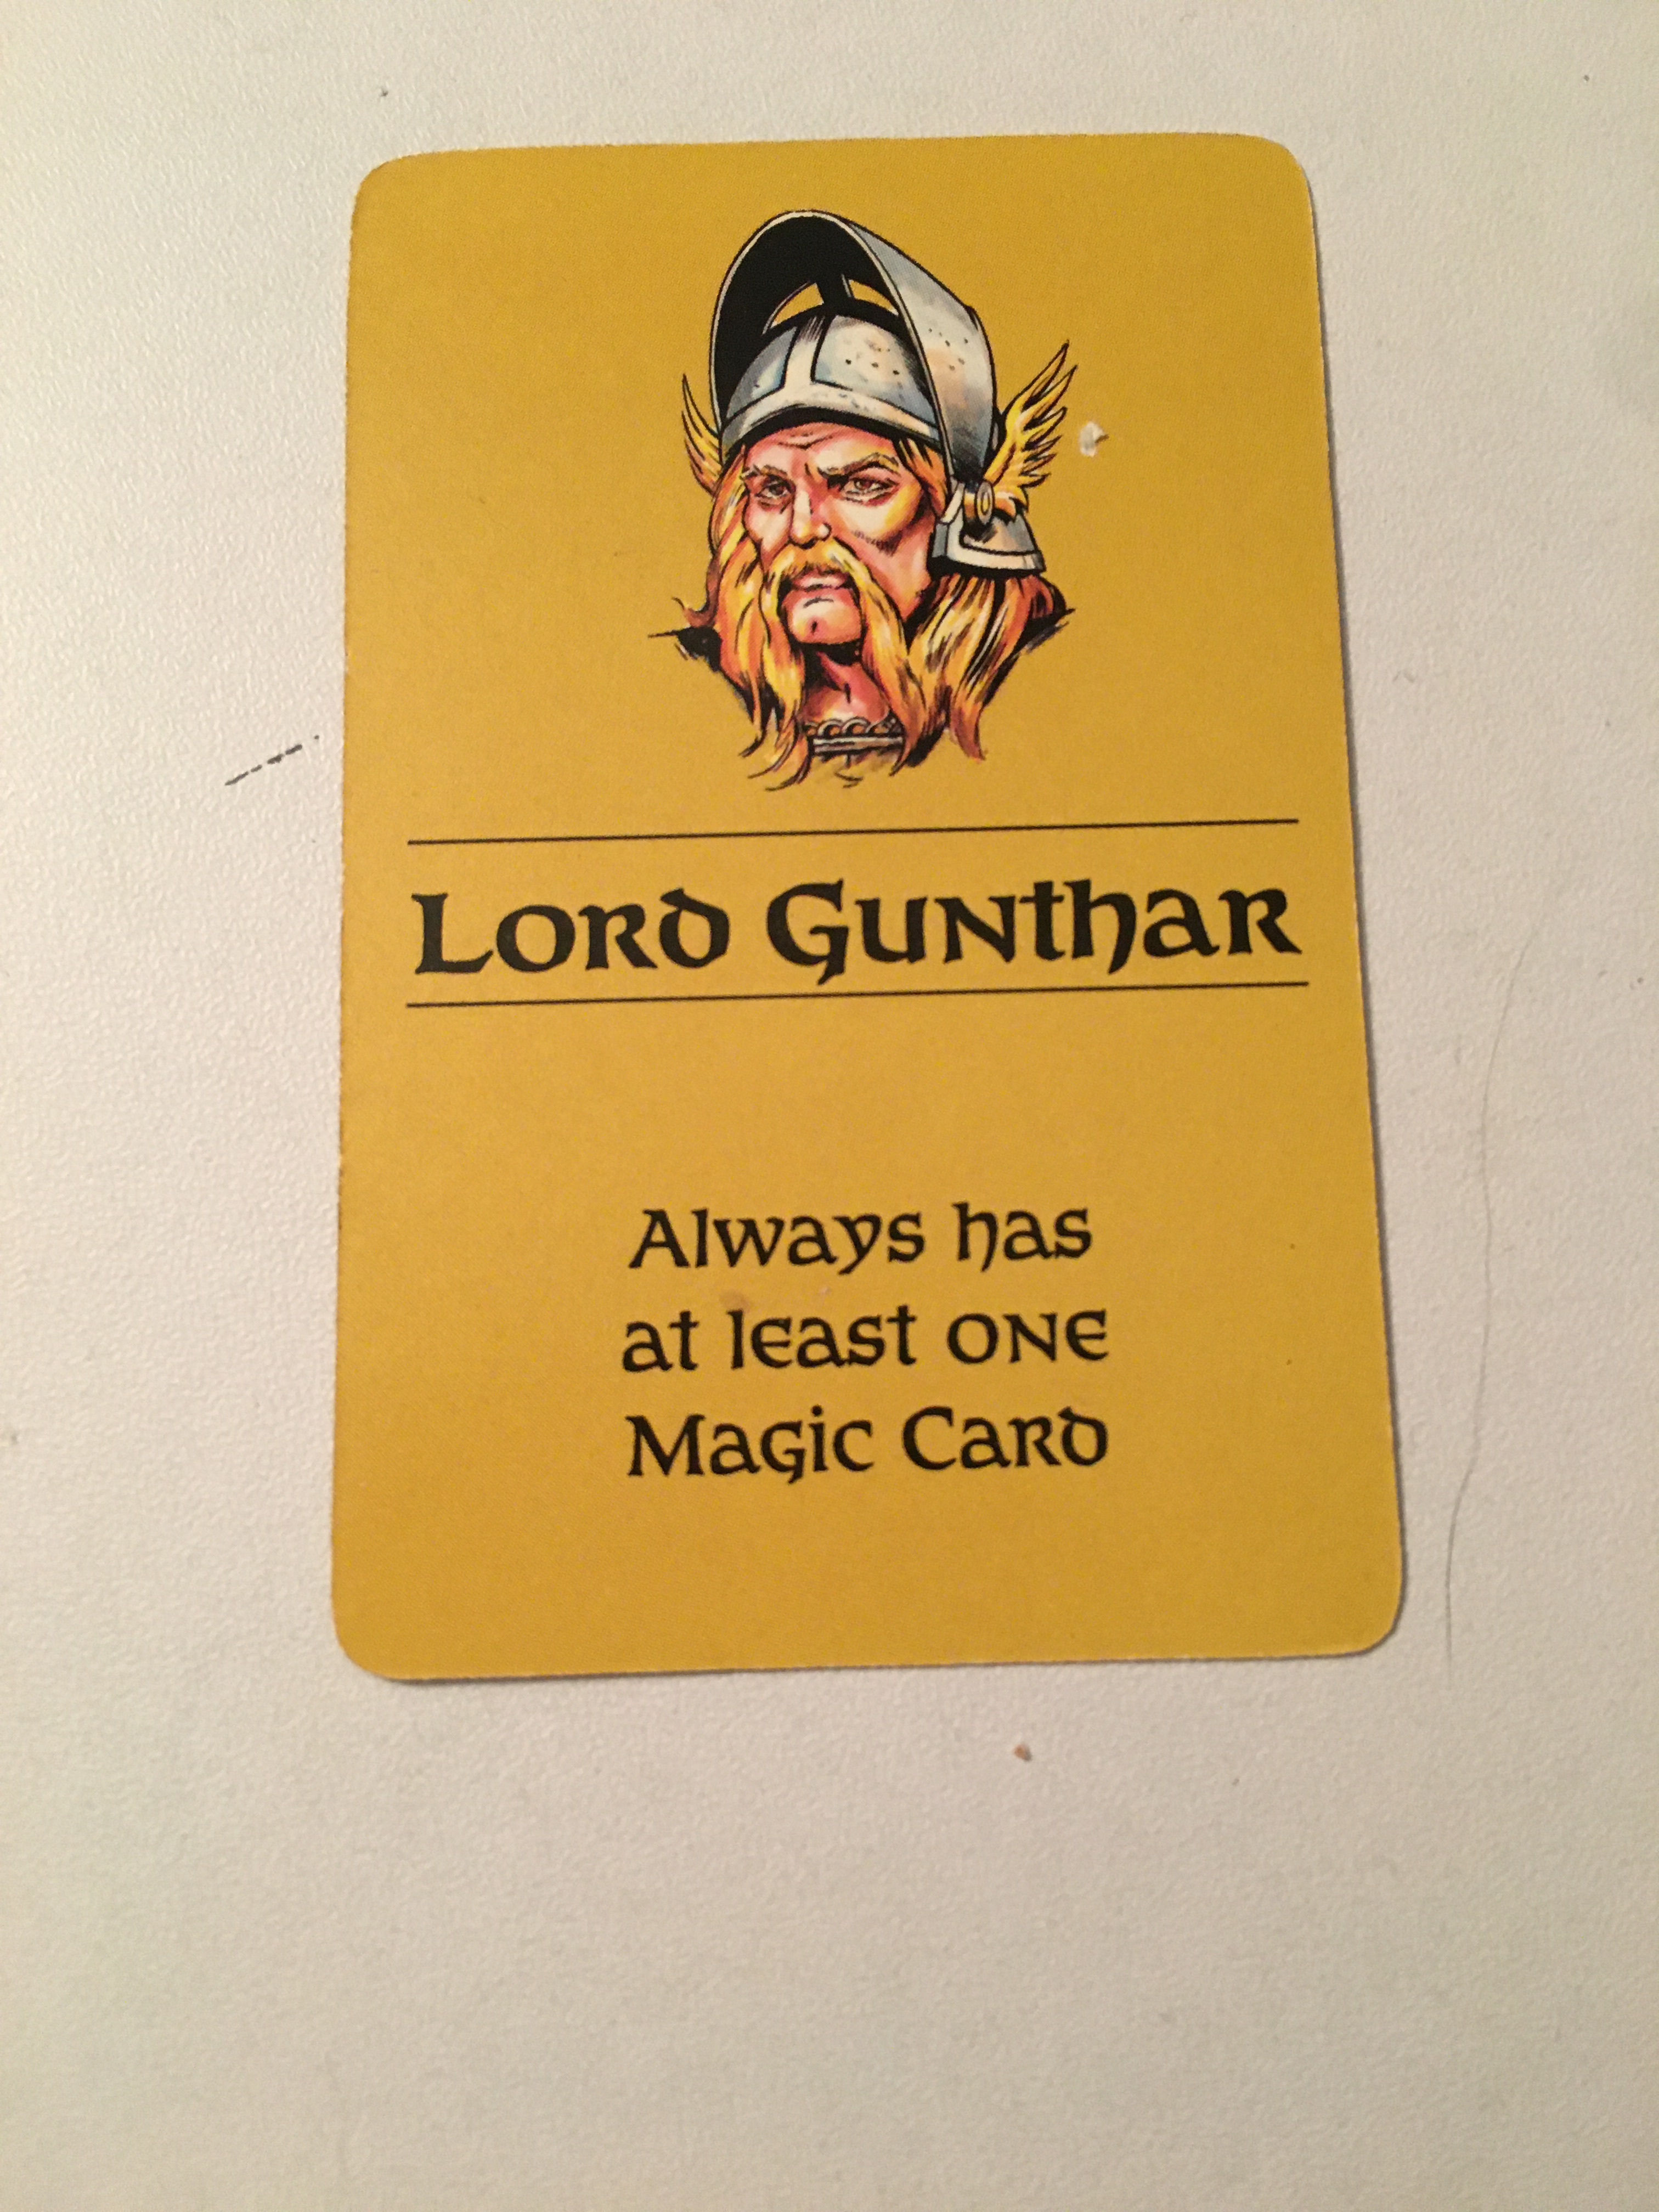 Lord Gunthar
Always has
at least one
Magic Card